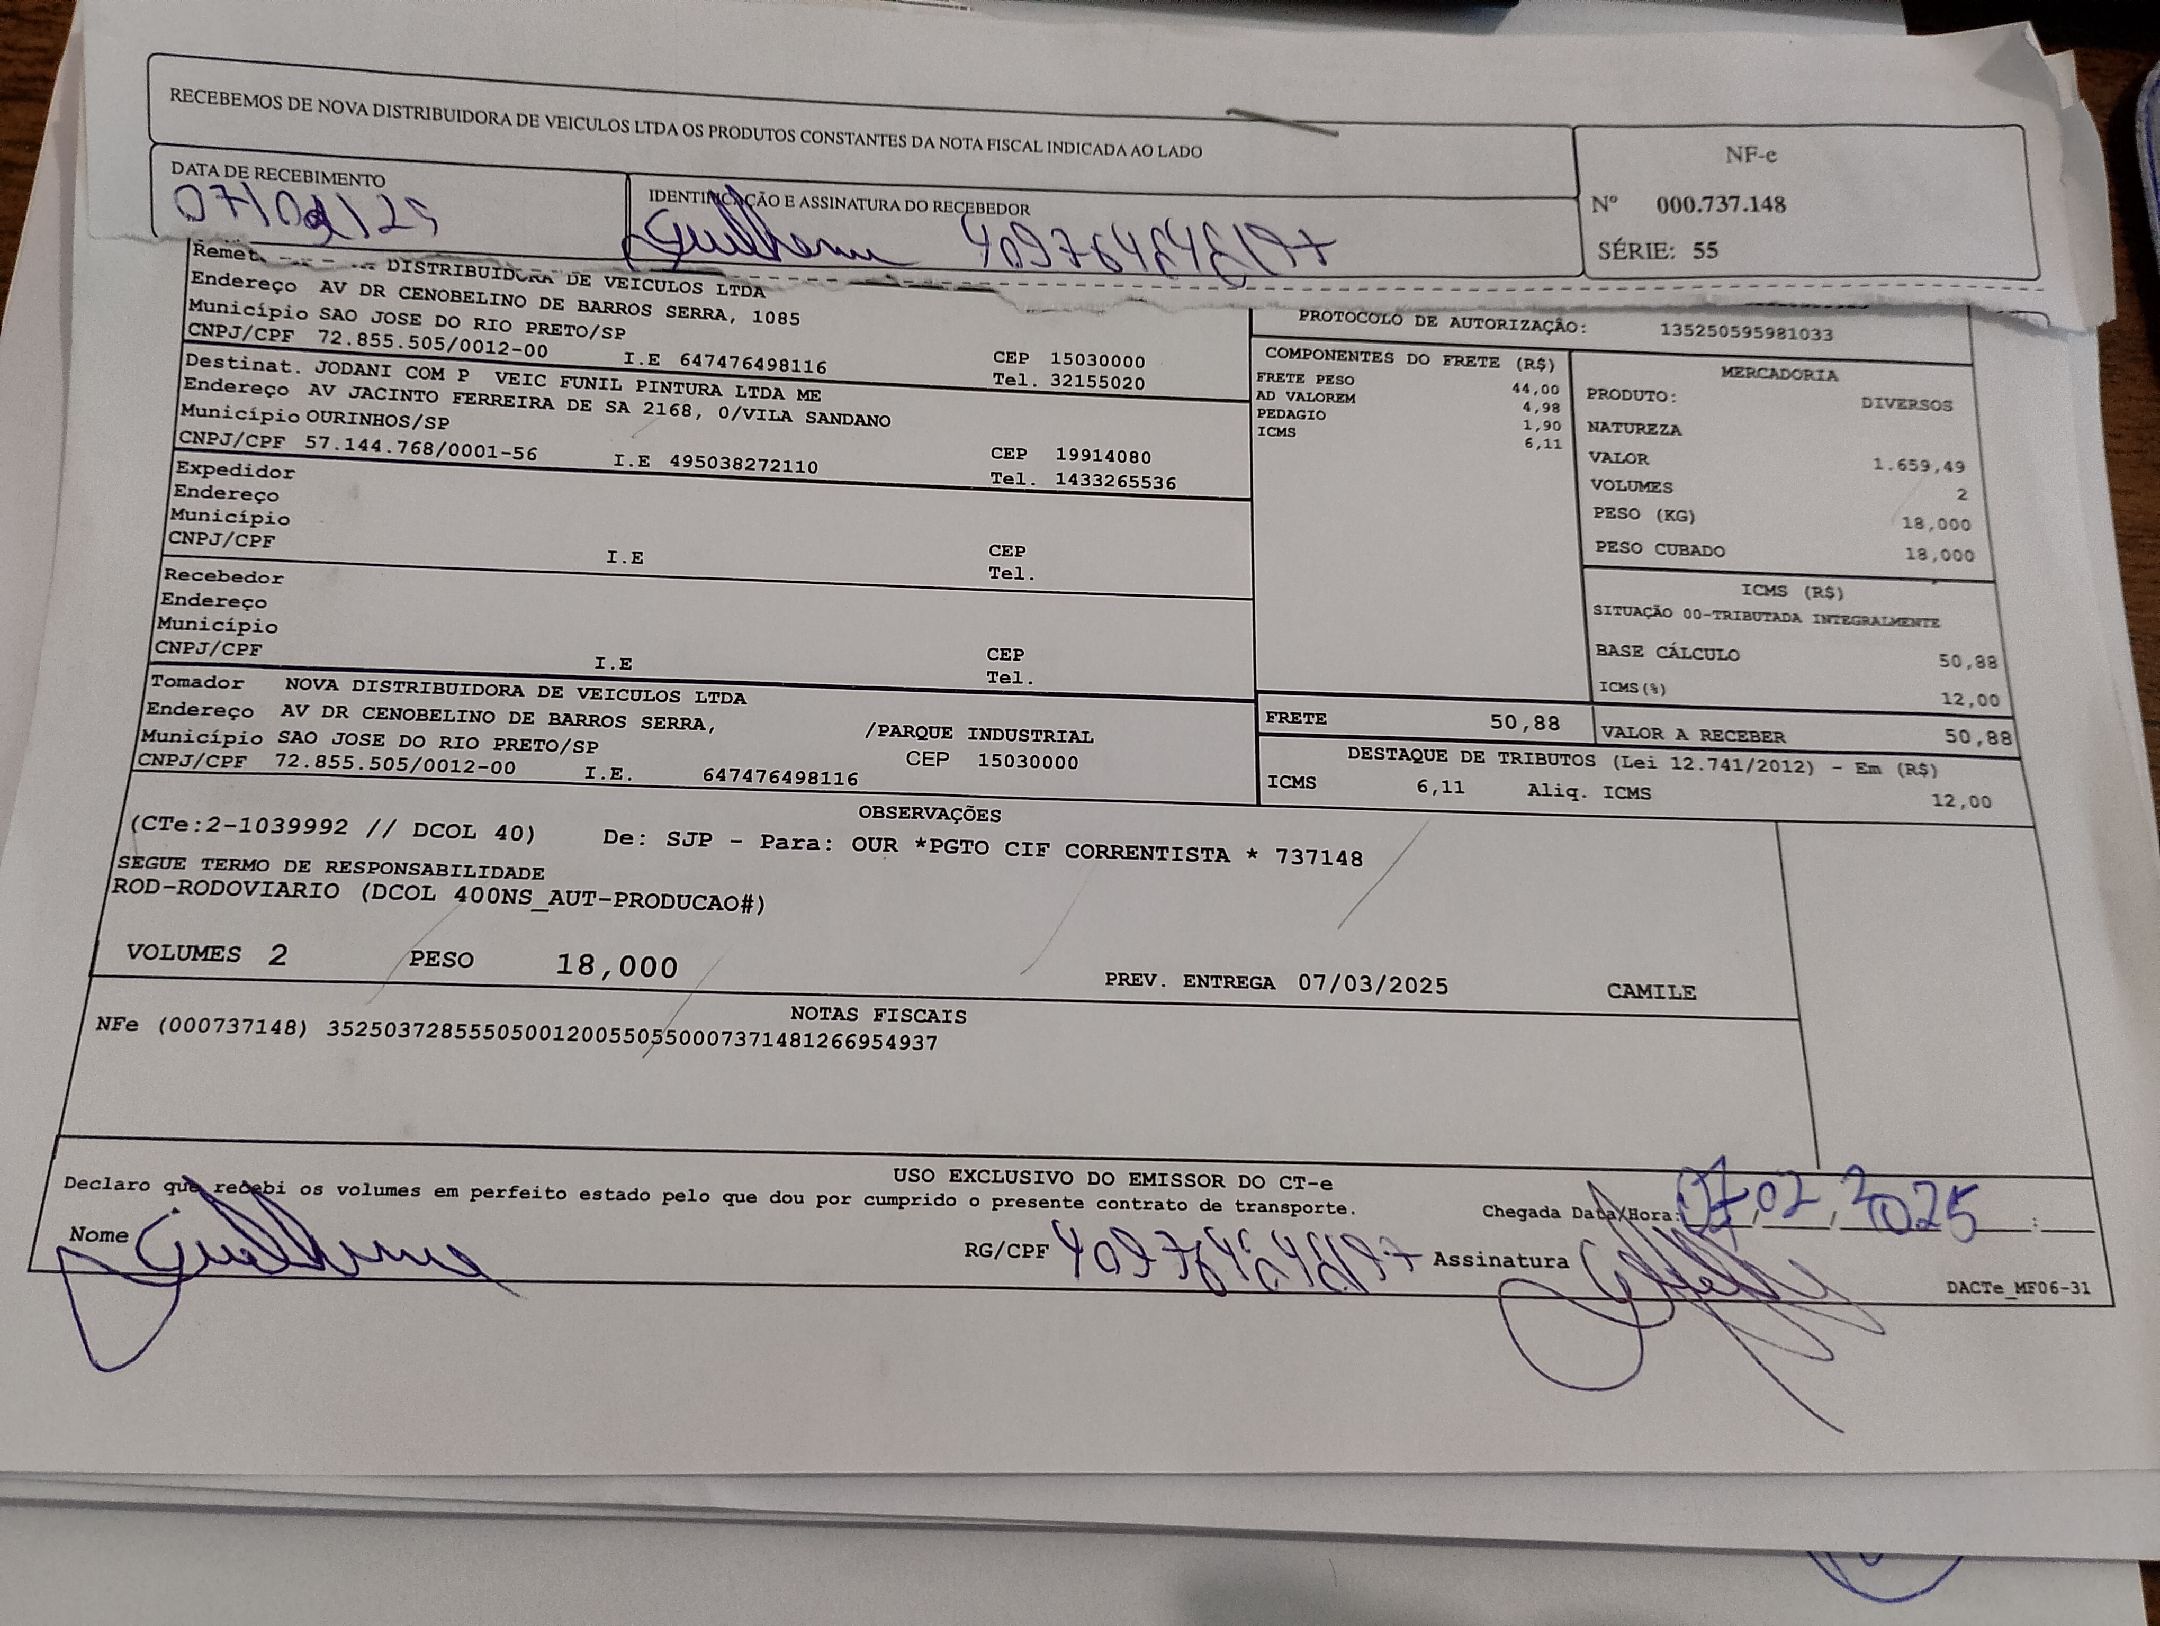 RECEBEMOS DE NOVA DISTRIBUIDORA DE VEICULOS LTDA OS PRODUTOS CONSTANTES DA NOTA FISCAL INDICADA AO LADO
NF-e
Nº 000.737.148
SÉRIE: 55
DATA DE RECEBIMENTO
IDENTIFICAÇÃO E ASSINATURA DO RECEBEDOR
Guilherme
DISTRIBUIDORA DE VEICULOS LTDA
Endereço AV DR CENOBELINO DE BARROS SERRA, 1085
Município SAO JOSE DO RIO PRETO/SP
CNPJ/CPF 72.855.505/0012-00 I.E 647476498116
CEP 15030000
Tel. 32155020
Destinat. JODANI COM P VEIC FUNIL PINTURA LTDA ME
Endereço AV JACINTO FERREIRA DE SA 2168, 0/VILA SANDANO
Município OURINHOS/SP
CNPJ/CPF 57.144.768/0001-56 I.E 495038272110
CEP 19914080
Tel. 1433265536
Expedidor
Endereço
Município
CNPJ/CPF I.E
CEP
Tel.
Recebedor
Endereço
Município
CNPJ/CPF I.E
CEP
Tel.
Tomador NOVA DISTRIBUIDORA DE VEICULOS LTDA
Endereço AV DR CENOBELINO DE BARROS SERRA, /PARQUE INDUSTRIAL
Município SAO JOSE DO RIO PRETO/SP CEP 15030000
CNPJ/CPF 72.855.505/0012-00 I.E. 647476498116
PROTOCOLO DE AUTORIZAÇÃO: 135250595981033
COMPONENTES DO FRETE (R$)
FRETE PESO 44,00
AD VALOREM 4,98
PEDAGIO 1,90
ICMS 6,11
MERCADORIA
PRODUTO: DIVERSOS
NATUREZA
VALOR 1.659,49
VOLUMES 2
PESO (KG) 18,000
PESO CUBADO 18,000
ICMS (R$)
SITUAÇÃO 00-TRIBUTADA INTEGRALMENTE
BASE CÁLCULO 50,88
ICMS(%) 12,00
FRETE 50,88
VALOR A RECEBER 50,88
DESTAQUE DE TRIBUTOS (Lei 12.741/2012) - Em (R$)
ICMS 6,11 Aliq. ICMS 12,00
OBSERVAÇÕES
(CTe:2-1039992 // DCOL 40) De: SJP - Para: OUR *PGTO CIF CORRENTISTA * 737148
SEGUE TERMO DE RESPONSABILIDADE
ROD-RODOVIARIO (DCOL 400NS_AUT-PRODUCAO#)
VOLUMES 2 PESO 18,000 PREV. ENTREGA 07/03/2025 CAMILE
NOTAS FISCAIS
NFe (000737148) 35250372855505001200550550007371481266954937
USO EXCLUSIVO DO EMISSOR DO CT-e
Declaro que recebi os volumes em perfeito estado pelo que dou por cumprido o presente contrato de transporte.
Chegada Data/Hora: 07,02,2025 :
Nome Guilherme RG/CPF Assinatura
DACTe_MF06-31